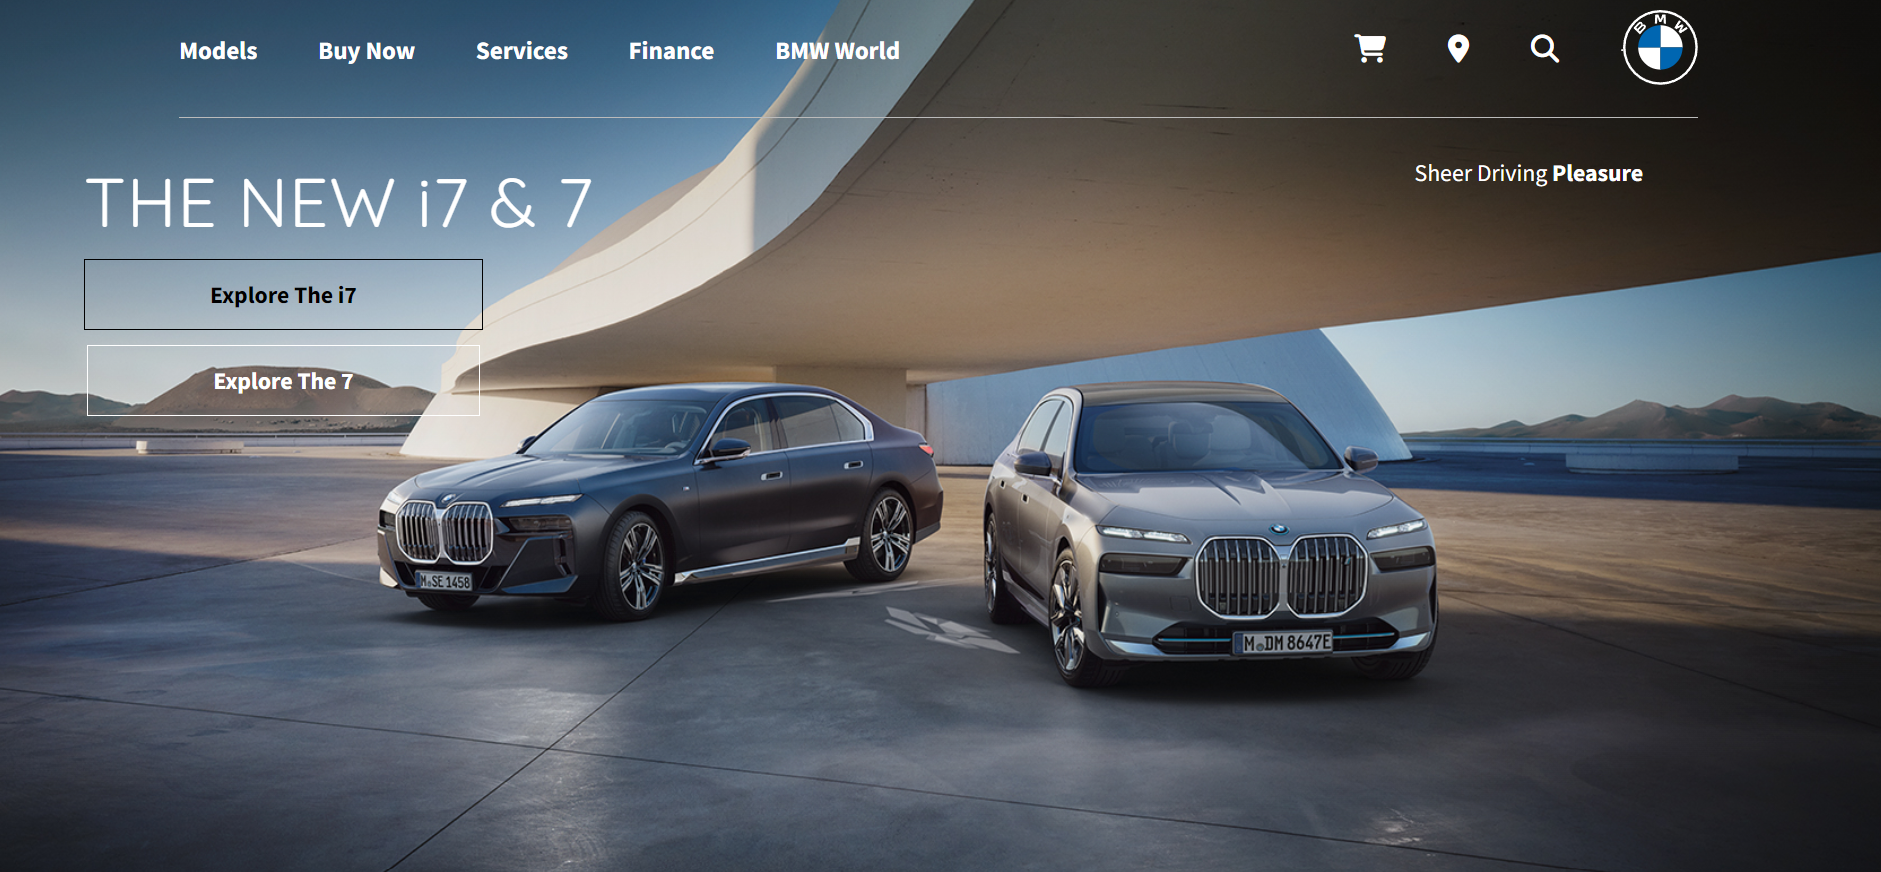 Models Buy Now Services Finance BMW World
BMW
Sheer Driving Pleasure
THE NEW i7 & 7
Explore The i7
Explore The 7
M SE 1458
M DM 8647E